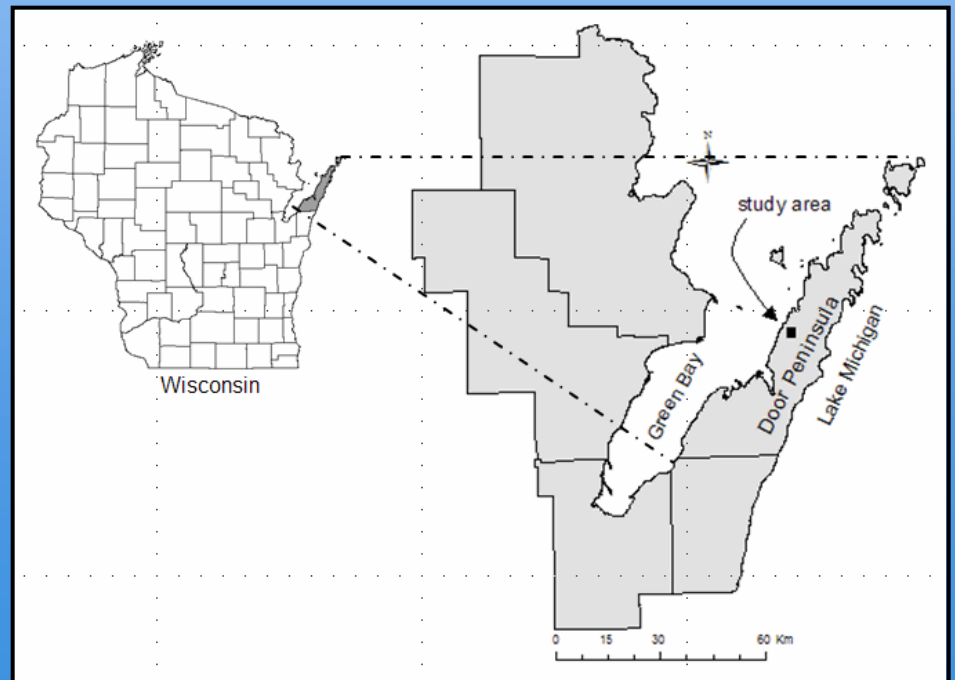 N
study area
Door Peninsula
Lake Michigan
Green Bay
Wisconsin
0 15 30 60 Km